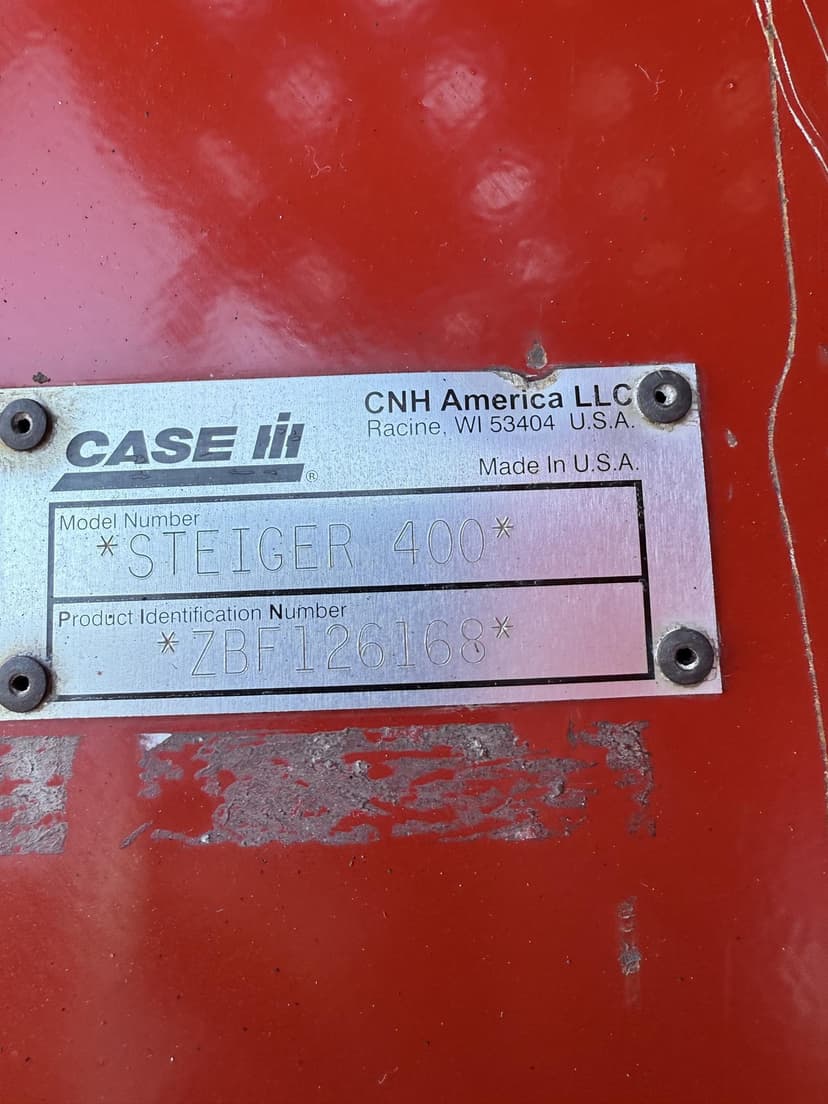 CASE IH
®
CNH America LLC
Racine, WI 53404 U.S.A.
Made In U.S.A.
Model Number
*STEIGER 400*
Product Identification Number
*ZBF126168*